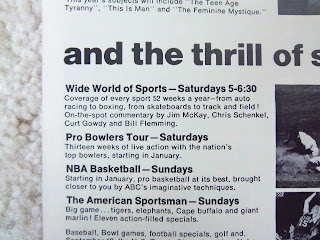 This year's subjects will include "The Teen Age
Tyranny", "This Is Man" and "The Feminine Mystique."
and the thrill of s
Wide World of Sports—Saturdays 5-6:30
Coverage of every sport 52 weeks a year—from auto
racing to boxing, from skateboards to track and field!
On-the-spot commentary by Jim McKay, Chris Schenkel,
Curt Gowdy and Bill Flemming.
Pro Bowlers Tour—Saturdays
Thirteen weeks of live action with the nation's
top bowlers, starting in January.
NBA Basketball—Sundays
Starting in January, pro basketball at its best, brought
closer to you by ABC's imaginative techniques.
The American Sportsman—Sundays
Big game...tigers, elephants, Cape buffalo and giant
marlin! Eleven action-filled specials.
Baseball, Bowl games, football specials, golf and.